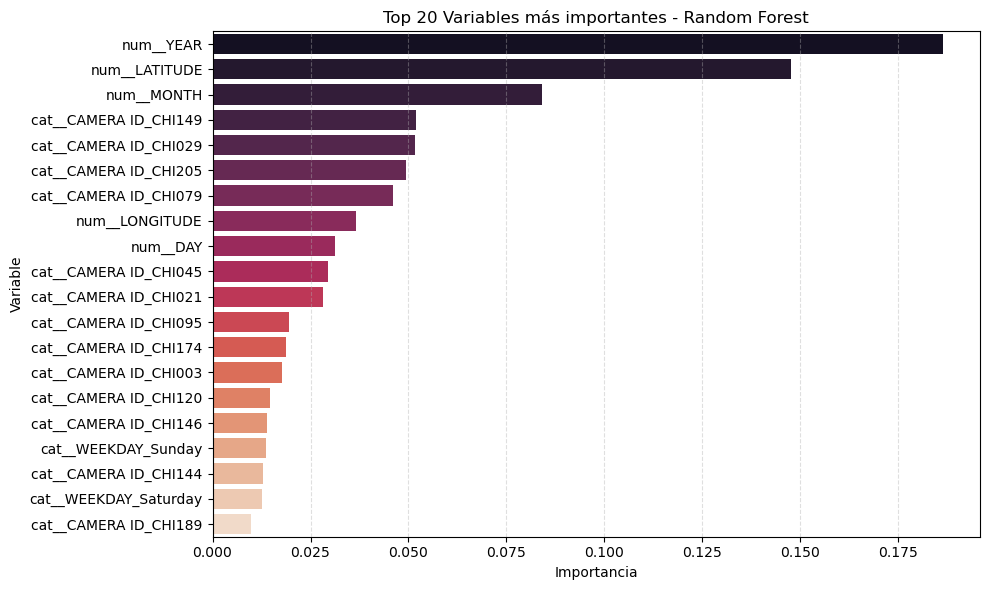 Top 20 Variables más importantes - Random Forest
Variable
num__YEAR
num__LATITUDE
num__MONTH
cat__CAMERA ID_CHI149
cat__CAMERA ID_CHI029
cat__CAMERA ID_CHI205
cat__CAMERA ID_CHI079
num__LONGITUDE
num__DAY
cat__CAMERA ID_CHI045
cat__CAMERA ID_CHI021
cat__CAMERA ID_CHI095
cat__CAMERA ID_CHI174
cat__CAMERA ID_CHI003
cat__CAMERA ID_CHI120
cat__CAMERA ID_CHI146
cat__WEEKDAY_Sunday
cat__CAMERA ID_CHI144
cat__WEEKDAY_Saturday
cat__CAMERA ID_CHI189
0.000 0.025 0.050 0.075 0.100 0.125 0.150 0.175
Importancia